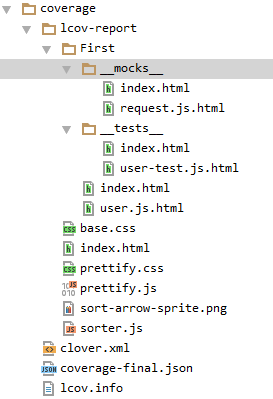 coverage
lcov-report
First
__mocks__
index.html
request.js.html
__tests__
index.html
user-test.js.html
index.html
user.js.html
base.css
index.html
prettify.css
prettify.js
sort-arrow-sprite.png
sorter.js
clover.xml
coverage-final.json
lcov.info